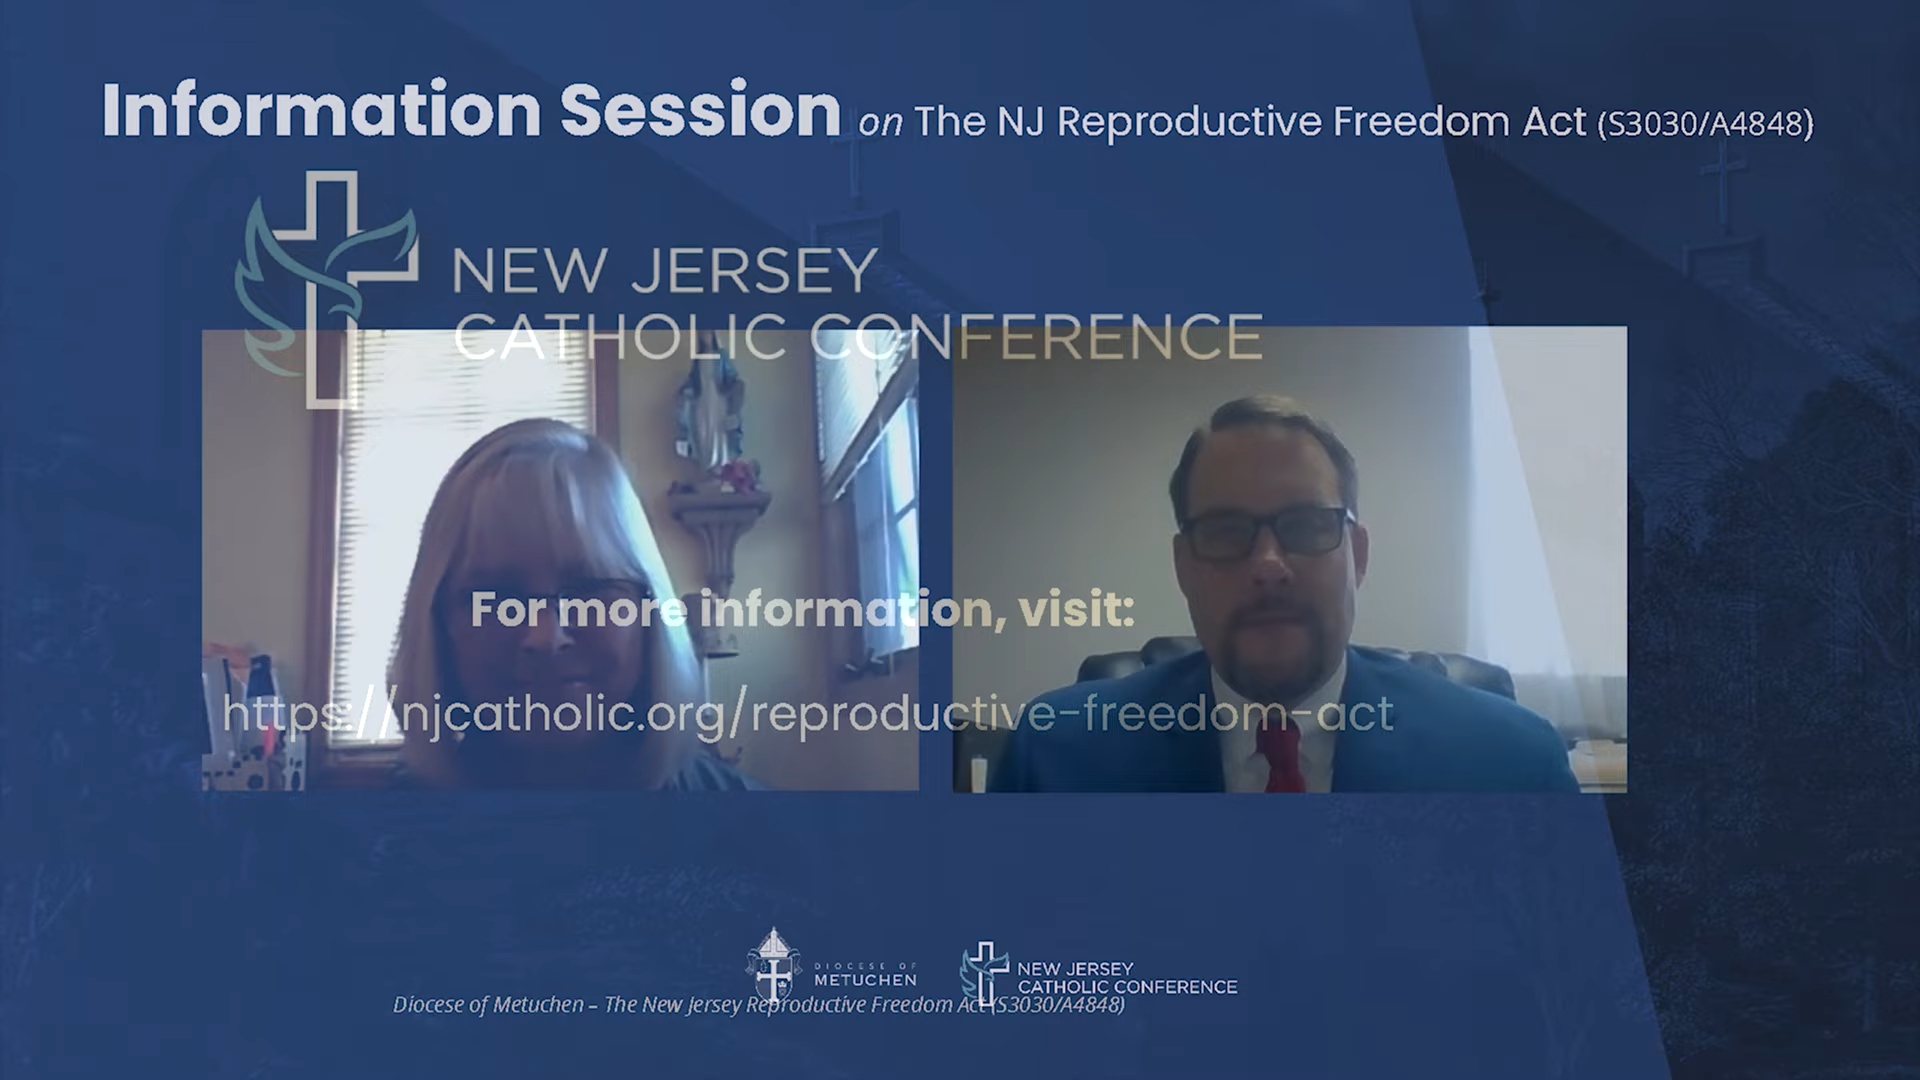 Information Session on The NJ Reproductive Freedom Act (S3030/A4848)
NEW JERSEY
CATHOLIC CONFERENCE
For more information, visit:
https://njcatholic.org/reproductive-freedom-act
DIOCESE OF
METUCHEN
NEW JERSEY
CATHOLIC CONFERENCE
Diocese of Metuchen – The New Jersey Reproductive Freedom Act (S3030/A4848)